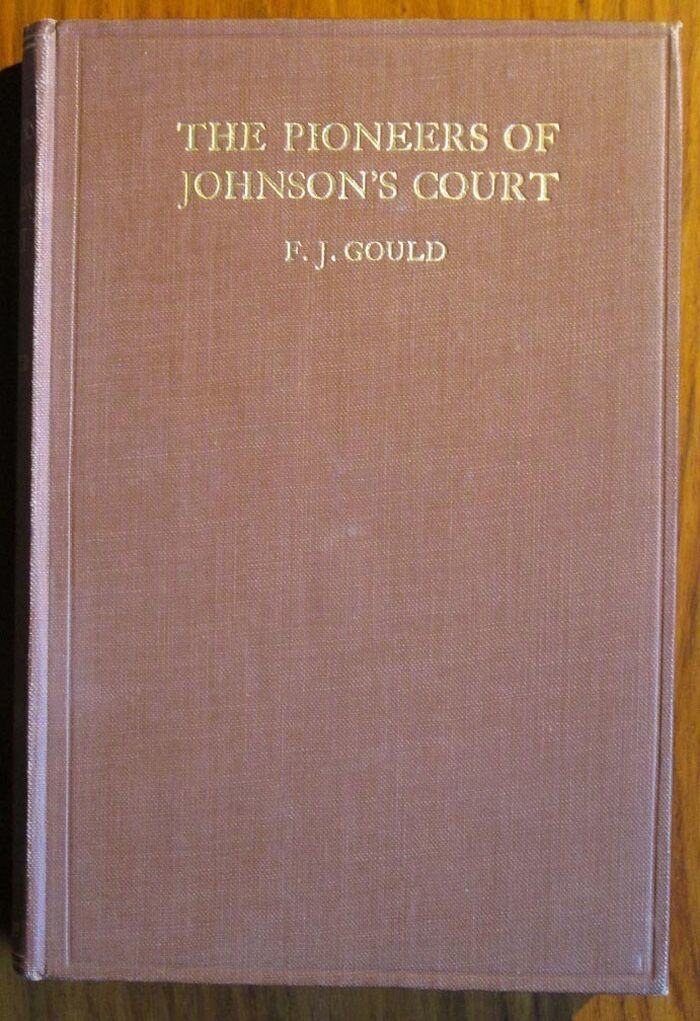 THE PIONEERS OF
JOHNSON'S COURT
F. J. GOULD